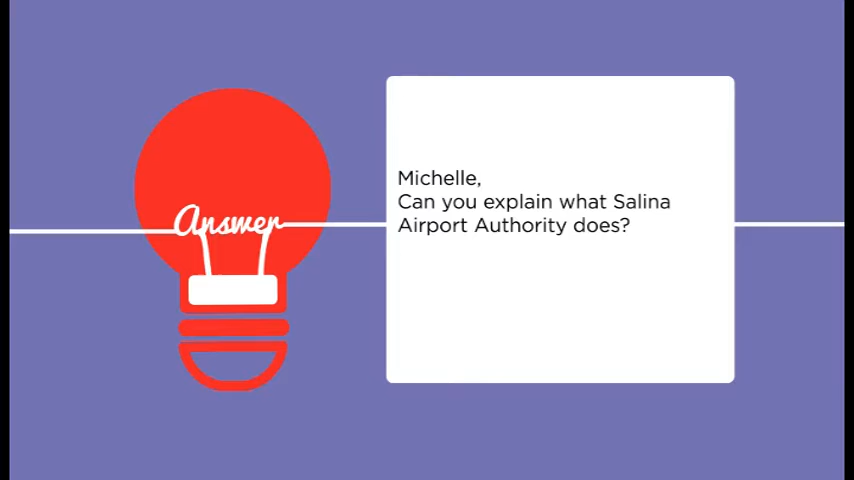 Answer
Michelle,
Can you explain what Salina
Airport Authority does?